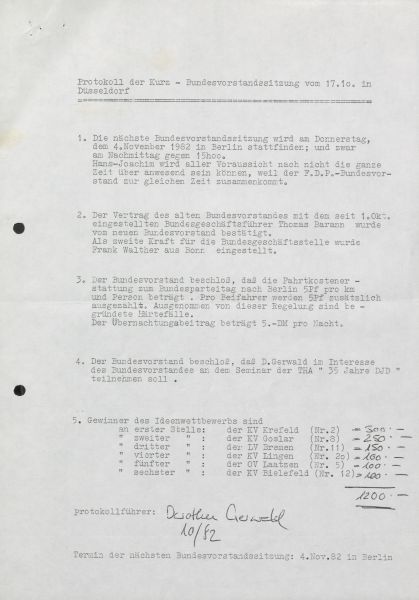 Protokoll der Kurz - Bundesvorstandssitzung vom 17.1o. in
Düsseldorf
1. Die nächste Bundesvorstandssitzung wird am Donnerstag,
dem 4.November 1982 in Berlin stattfinden; und zwar
am Nachmittag gegen 15hoo.
Hans-Joachim wird aller Voraussicht nach nicht die ganze
Zeit über anwesend sein können, weil der F.D.P.-Bundesvor-
stand zur gleichen Zeit zusammenkommt.
2. Der Vertrag des alten Bundesvorstandes mit dem seit 1.Okt.
eingestellten Bundesgeschäftsführer Thomas Barann wurde
vom neuen Bundesvorstand bestätigt.
Als zweite Kraft für die Bundesgeschäftsstelle wurde
Frank Walther aus Bonn eingestellt.
3. Der Bundesvorstand beschloß, daß die Fahrtkostener -
stattung zum Bundesparteitag nach Berlin 5Pf pro km
und Person beträgt . Pro Beifahrer werden 5Pf zusätzlich
ausgezahlt. Ausgenommen von dieser Regelung sind be -
gründete Härtefälle.
Der Übernachtungsbeitrag beträgt 5.-DM pro Nacht.
4. Der Bundesvorstand beschloß, daß D.Gerwald im Interesse
des Bundesvorstandes an dem Seminar der THA " 35 Jahre DJD "
teilnehmen soll .
5. Gewinner des Ideenwettbewerbs sind
an erster Stelle: der KV Krefeld (Nr.2) = 300.—
" zweiter " : der KV Goslar (Nr.8) = 250.—
" dritter " : der LV Bremen (Nr.11) = 150.—
" vierter " : der KV Lingen (Nr. 2o) = 100.—
" fünfter " : der OV Laatzen (Nr. 5) = 100.—
" sechster " : der KV Bielefeld (Nr. 12) = 100.—
1200.—
protokollführer: Dorothea Gerwald
10/82
Termin der nächsten Bundesvorstandssitzung: 4.Nov.82 in Berlin